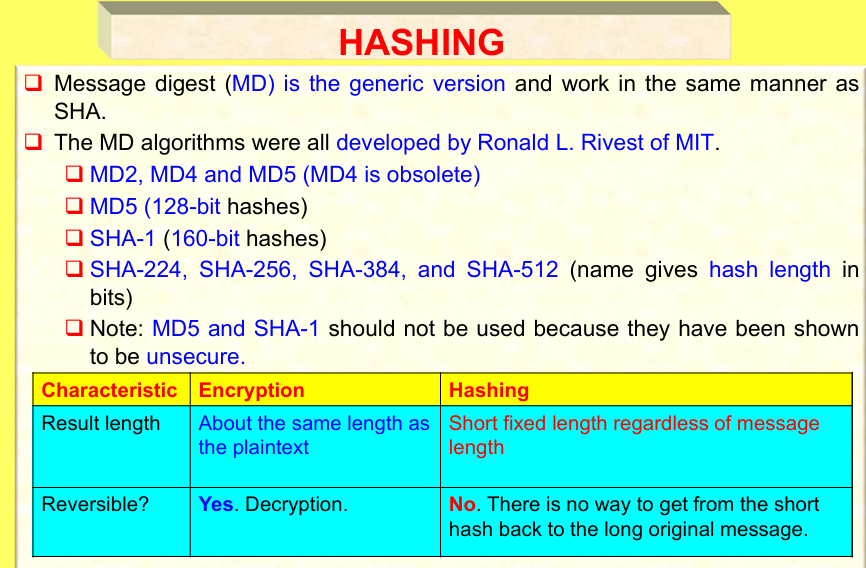 HASHING
Message digest (MD) is the generic version and work in the same manner as
SHA.
The MD algorithms were all developed by Ronald L. Rivest of MIT.
MD2, MD4 and MD5 (MD4 is obsolete)
MD5 (128-bit hashes)
SHA-1 (160-bit hashes)
SHA-224, SHA-256, SHA-384, and SHA-512 (name gives hash length in
bits)
Note: MD5 and SHA-1 should not be used because they have been shown
to be unsecure.
Characteristic Encryption Hashing
Result length About the same length as Short fixed length regardless of message
the plaintext length
Reversible? Yes. Decryption. No. There is no way to get from the short
hash back to the long original message.